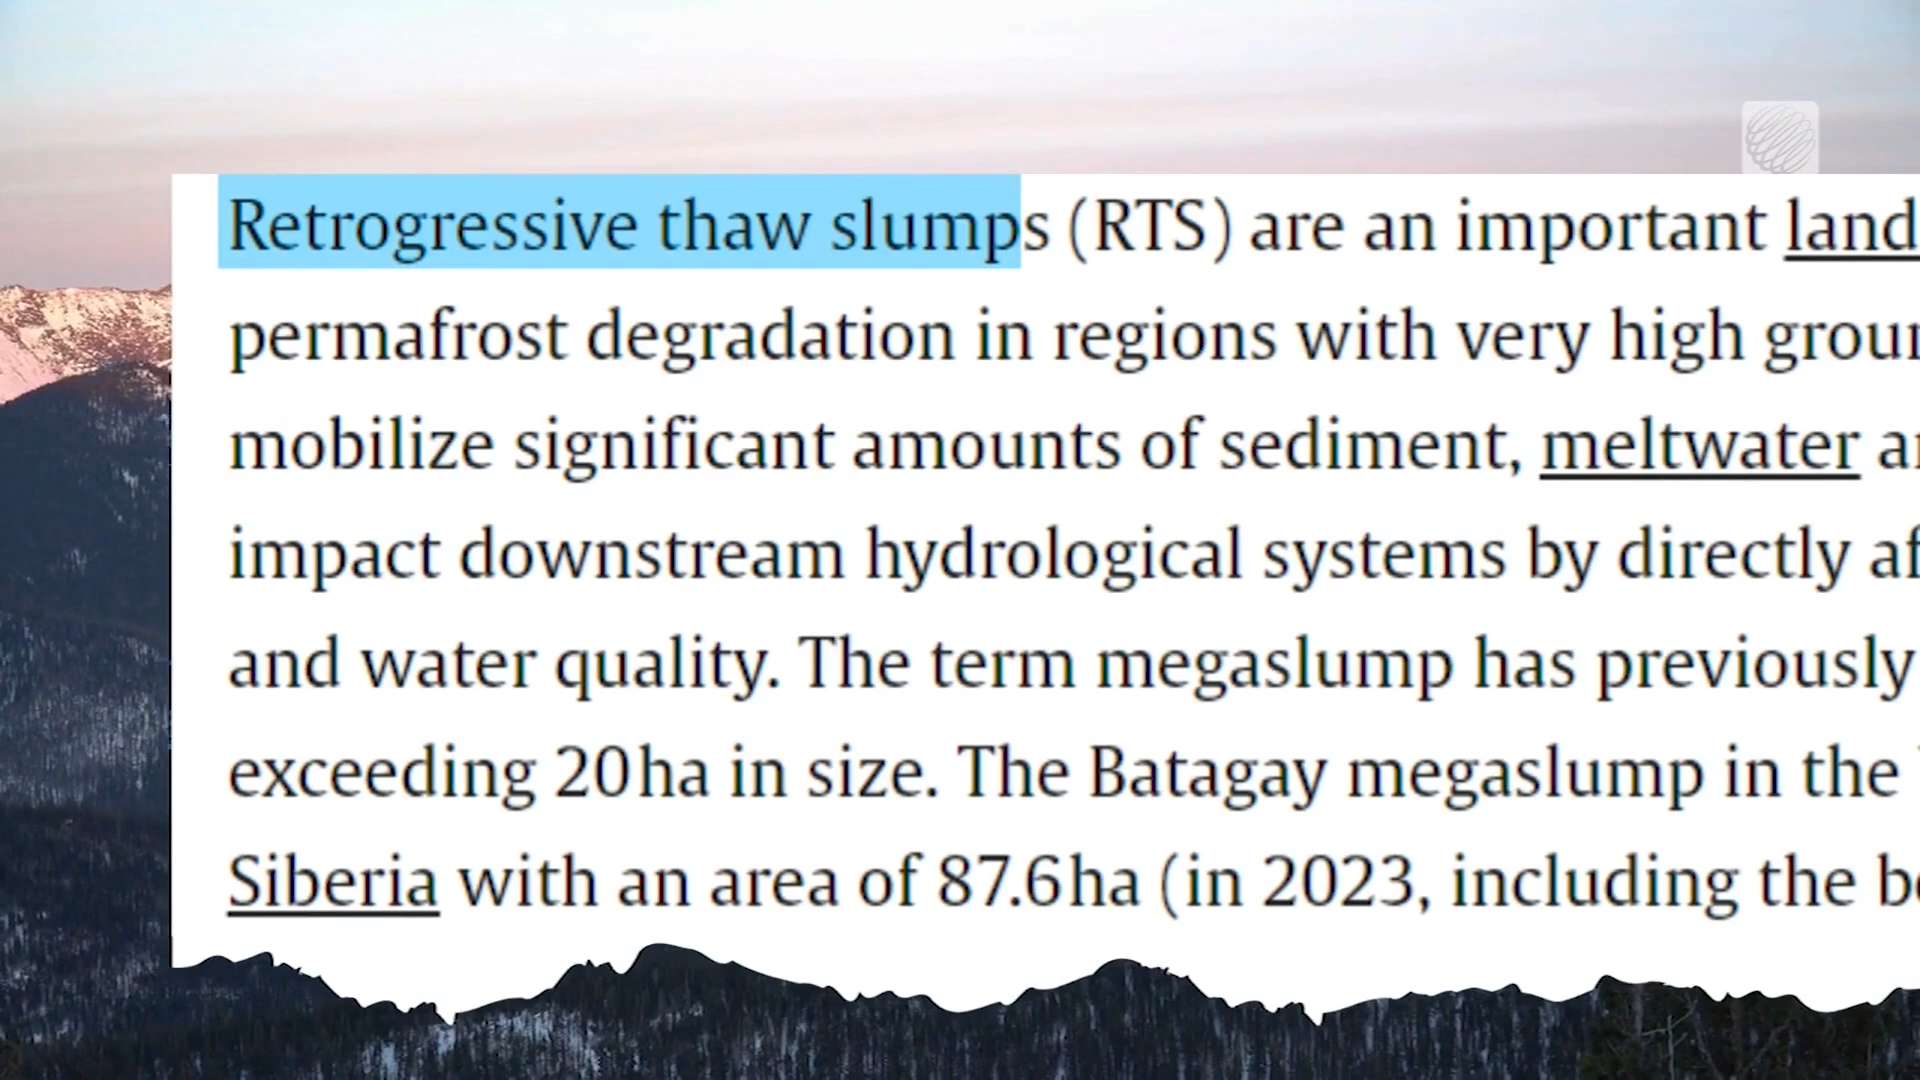 Retrogressive thaw slumps (RTS) are an important land
permafrost degradation in regions with very high
mobilize significant amounts of sediment, meltwater
impact downstream hydrological systems by directly
and water quality. The term megaslump has previously
exceeding 20 ha in size. The Batagay megaslump in the
Siberia with an area of 87.6 ha (in 2023, including the